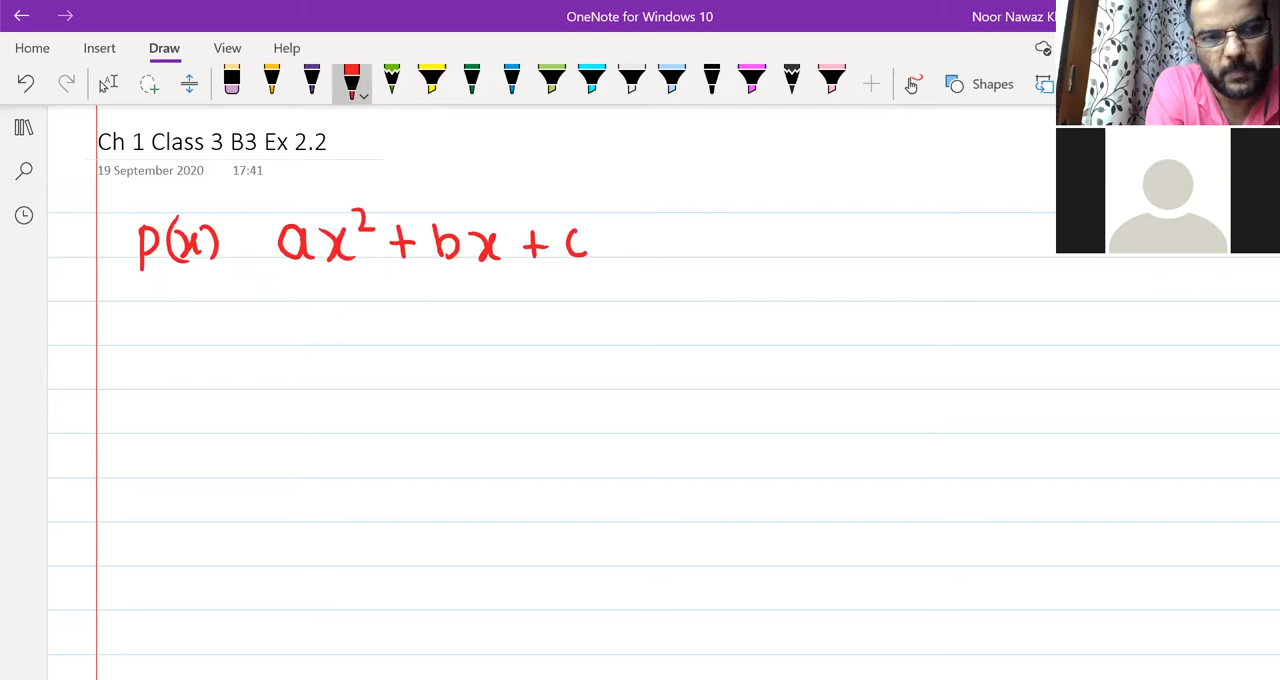 OneNote for Windows 10
Noor Nawaz Kh
Home Insert Draw View Help
Shapes
Ch 1 Class 3 B3 Ex 2.2
19 September 2020 17:41
p(x) ax² + bx + c